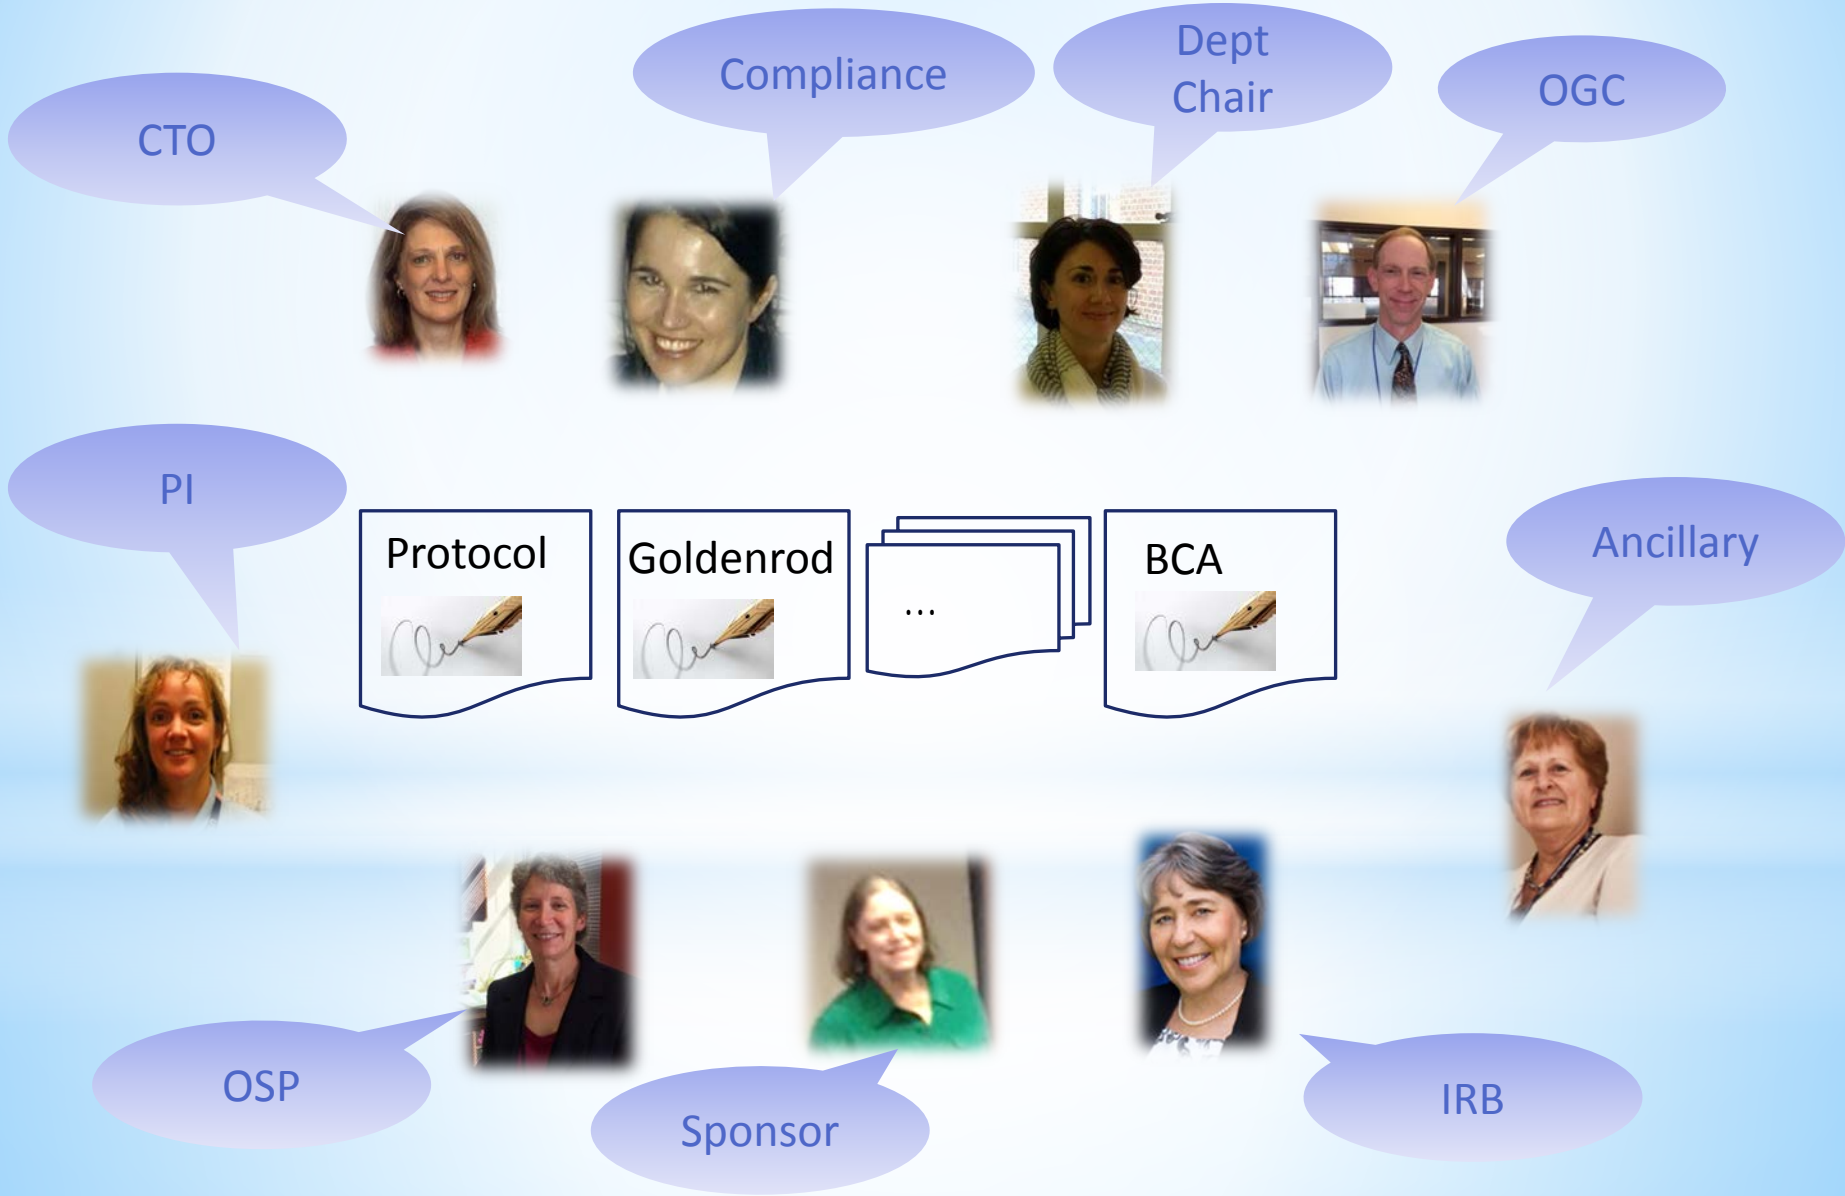 Compliance
Dept
Chair
OGC
CTO
PI
Protocol
Goldenrod
...
BCA
Ancillary
OSP
Sponsor
IRB